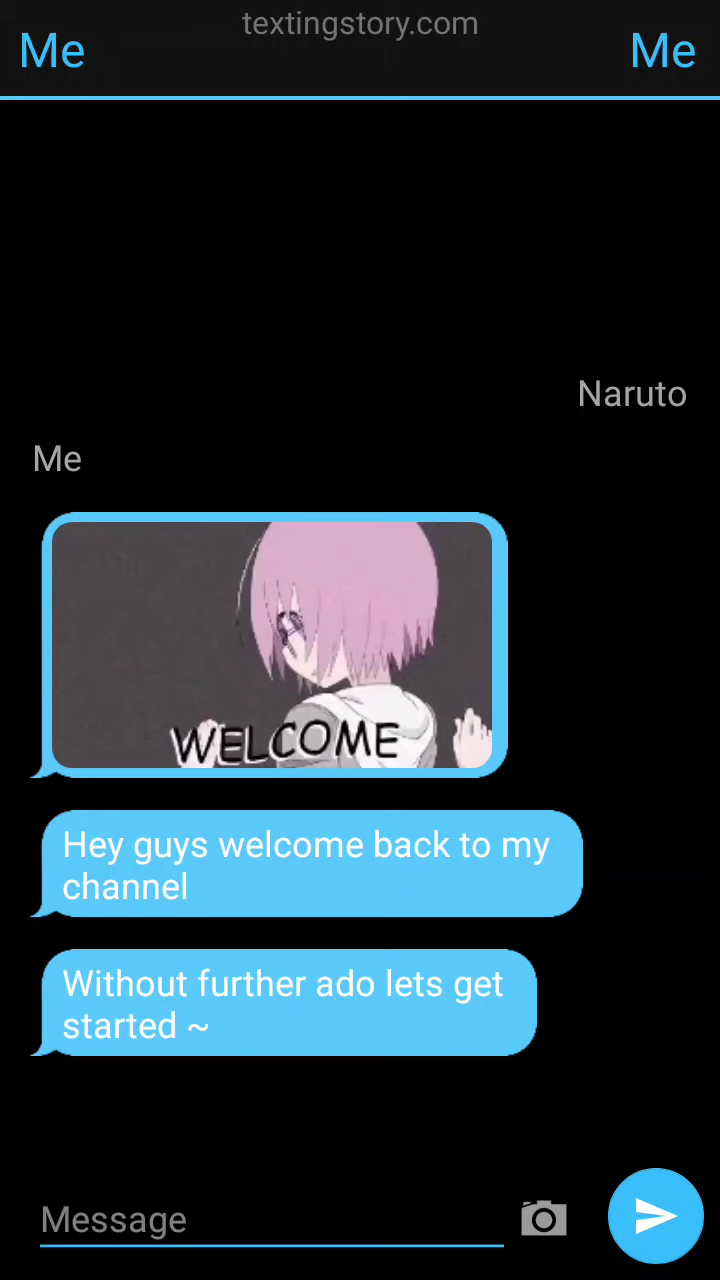 textingstory.com
Me
Me
Naruto
Me
WELCOME
Hey guys welcome back to my
channel
Without further ado lets get
started ~
Message